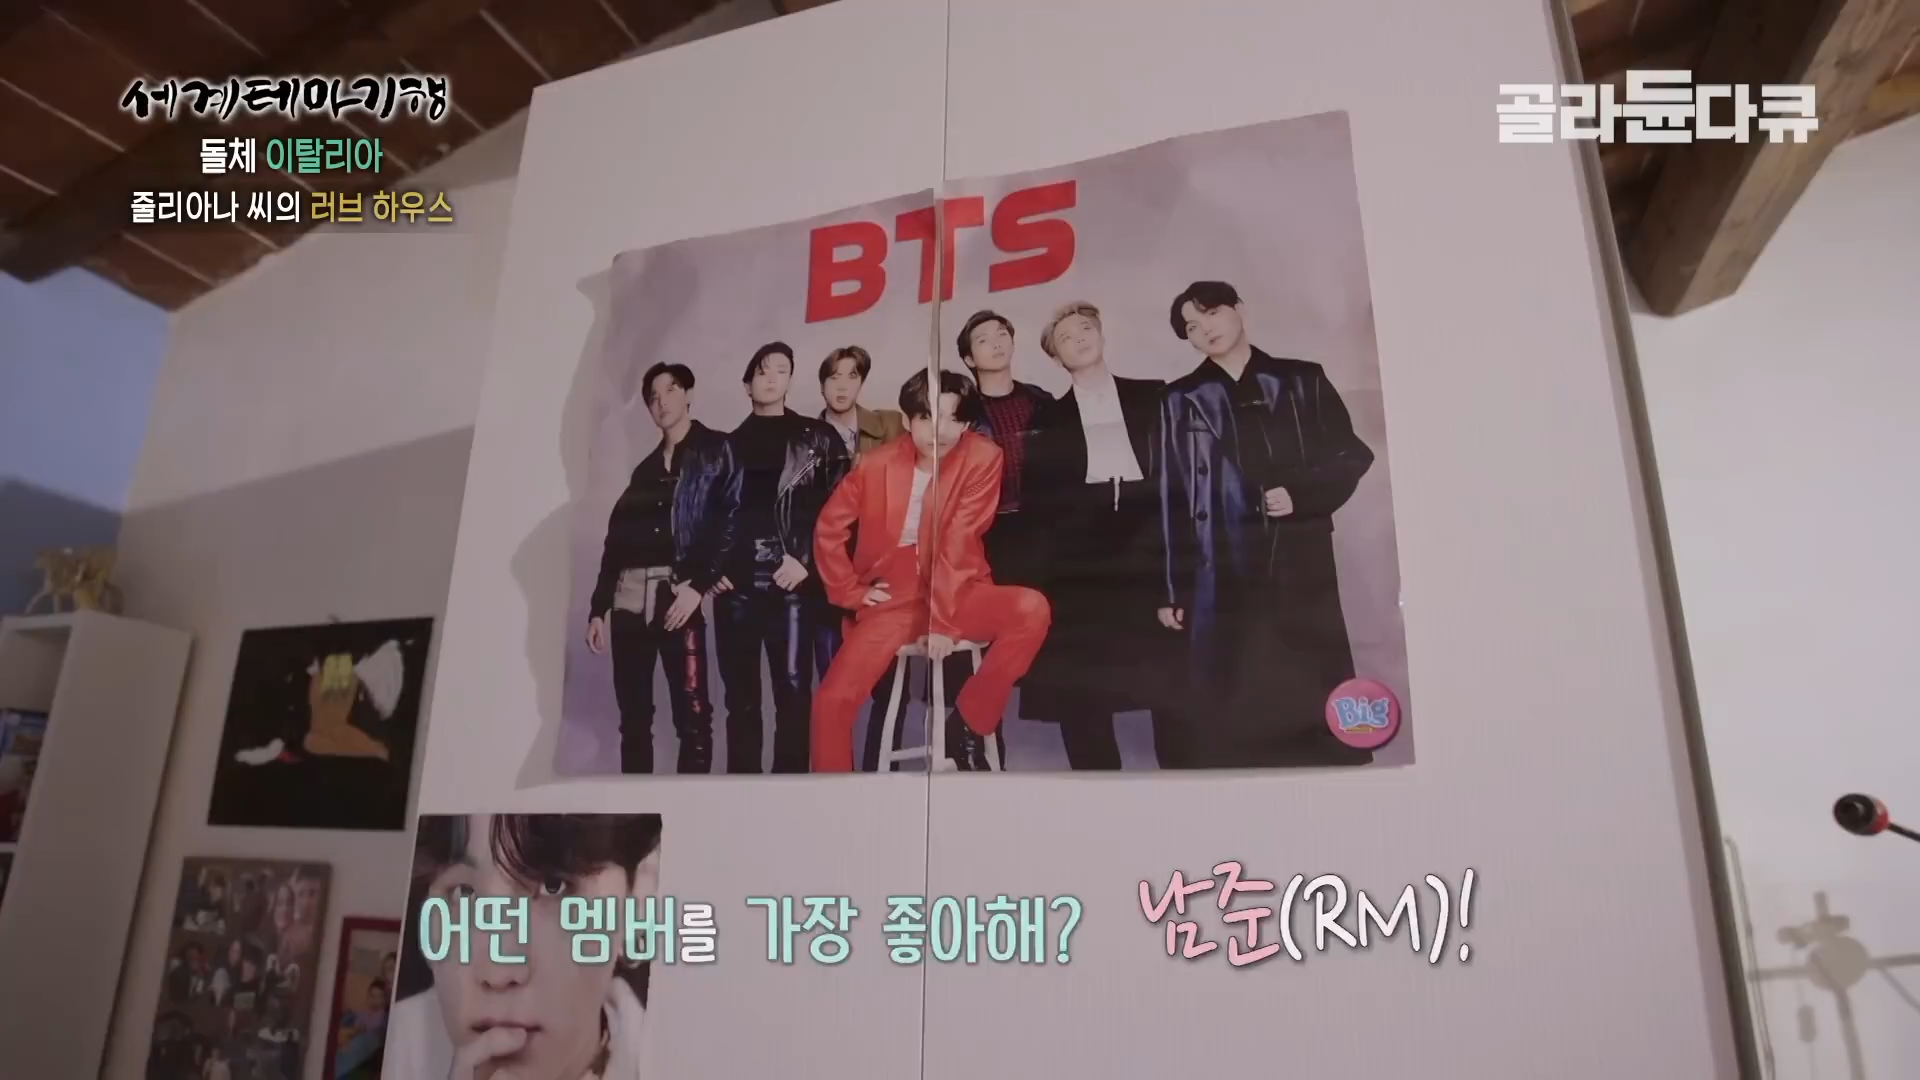 세계테마기행
돌체 이탈리아
줄리아나 씨의 러브 하우스
골라듄다큐
BTS
Big
어떤 멤버를 가장 좋아해?
남준(RM)!